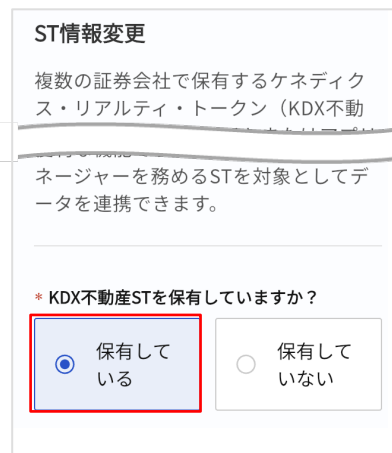 ST情報変更
複数の証券会社で保有するケネディク
ス・リアルティ・トークン（KDX不動
ネージャーを務めるSTを対象としてデ
ータを連携できます。
* KDX不動産STを保有していますか？
保有して
いる
保有して
いない